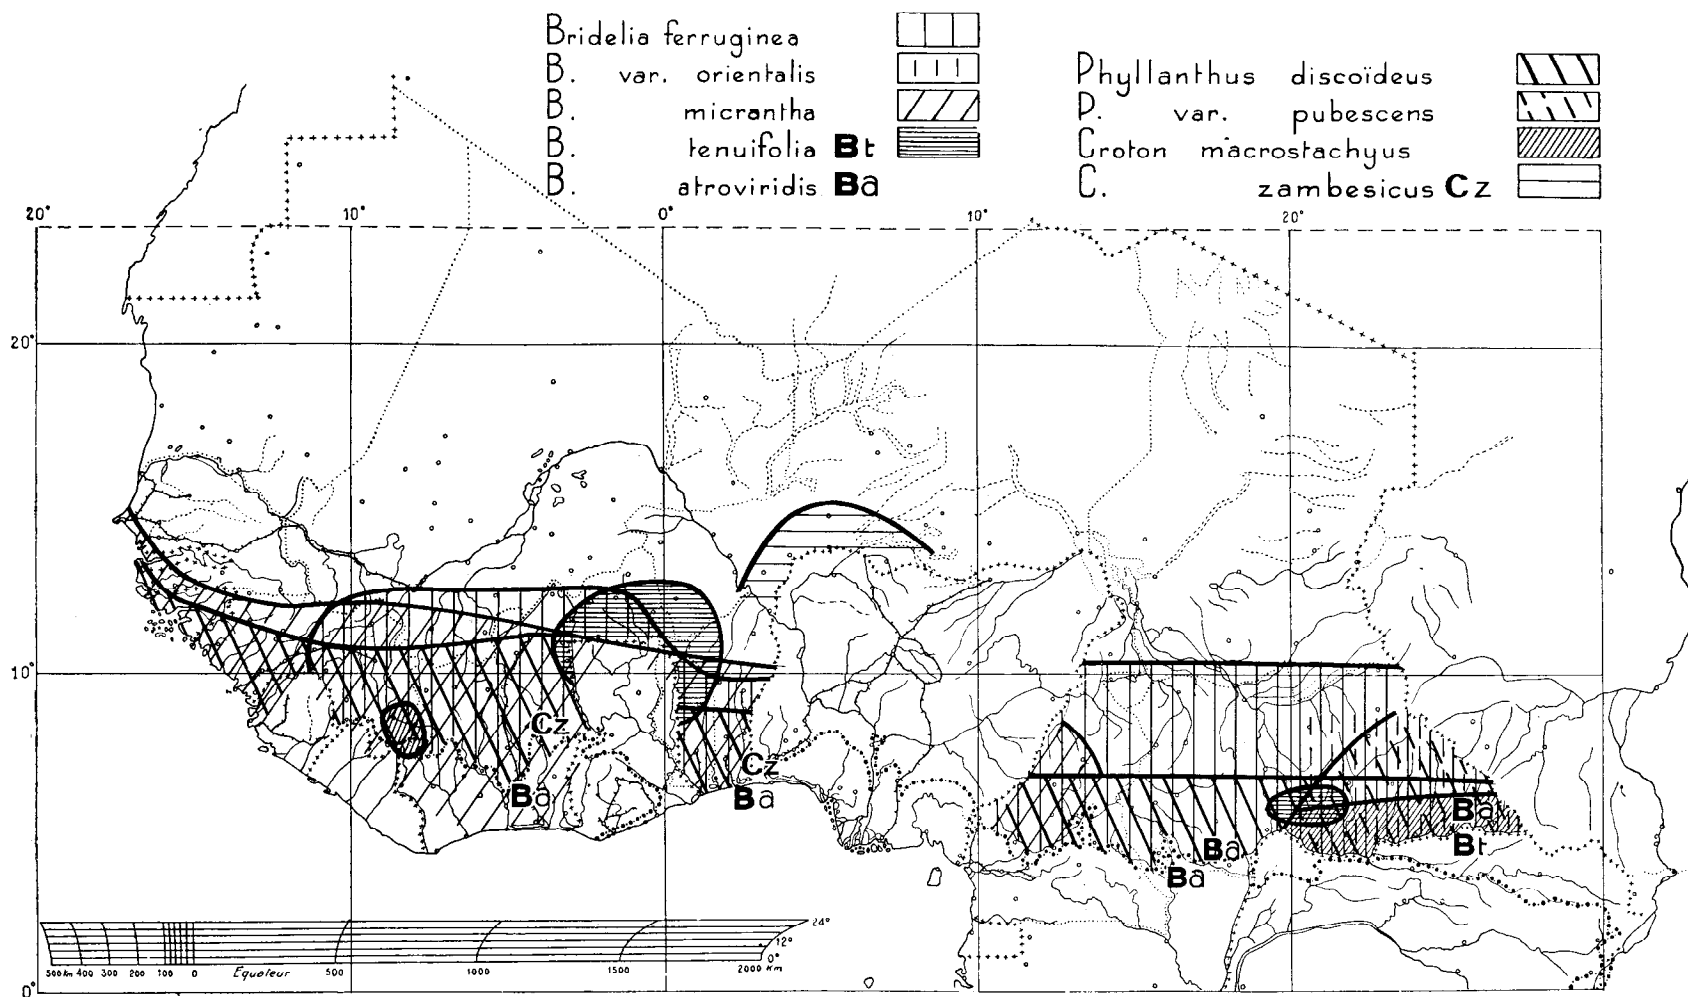 Bridelia ferruginea
B. var. orientalis
B. micrantha
B. tenuifolia Bt
B. atroviridis Ba
Phyllanthus discoïdeus
P. var. pubescens
Croton macrostachyus
C. zambesicus Cz
20° 10° 0° 10° 20°
20°
10°
Cz
Ba
Cz
Ba
Ba
Ba
Ba
Bt
24°
12°
0°
500 km 400 300 200 100 0 Equateur 500 1000 1500 2000 Km
0°